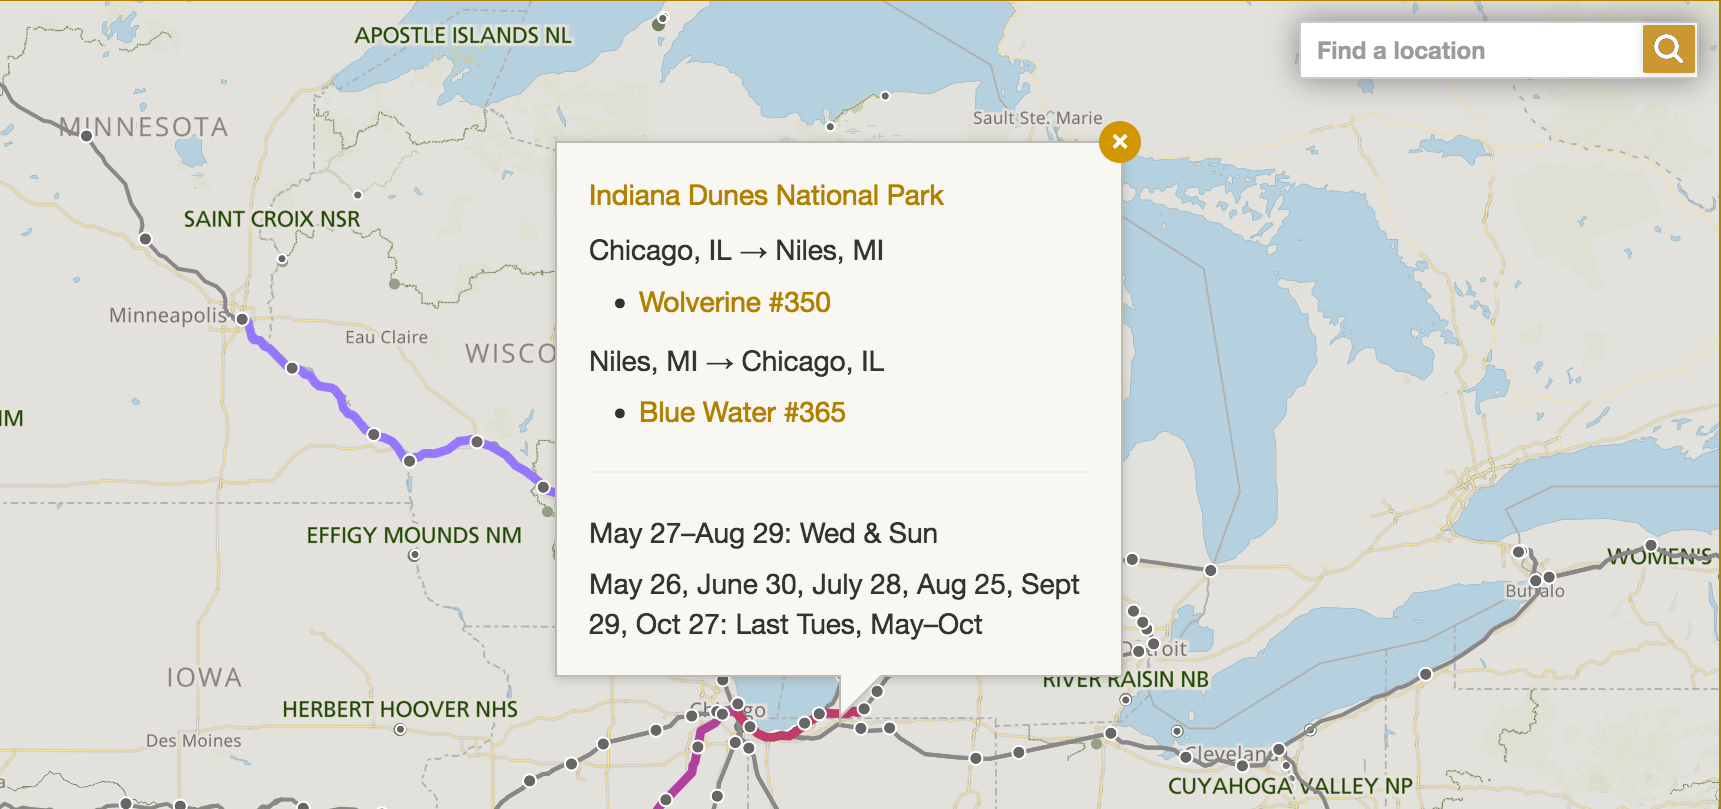 APOSTLE ISLANDS NL
Find a location
MINNESOTA
Sault Ste. Marie
×
Indiana Dunes National Park
SAINT CROIX NSR
Chicago, IL → Niles, MI
• Wolverine #350
Minneapolis
Eau Claire
WISCO
Niles, MI → Chicago, IL
• Blue Water #365
IM
May 27–Aug 29: Wed & Sun
EFFIGY MOUNDS NM
WOMEN'S
May 26, June 30, July 28, Aug 25, Sept
29, Oct 27: Last Tues, May–Oct
Buffalo
Detroit
IOWA
RIVER RAISIN NB
HERBERT HOOVER NHS
Chicago
Des Moines
Cleveland
CUYAHOGA VALLEY NP